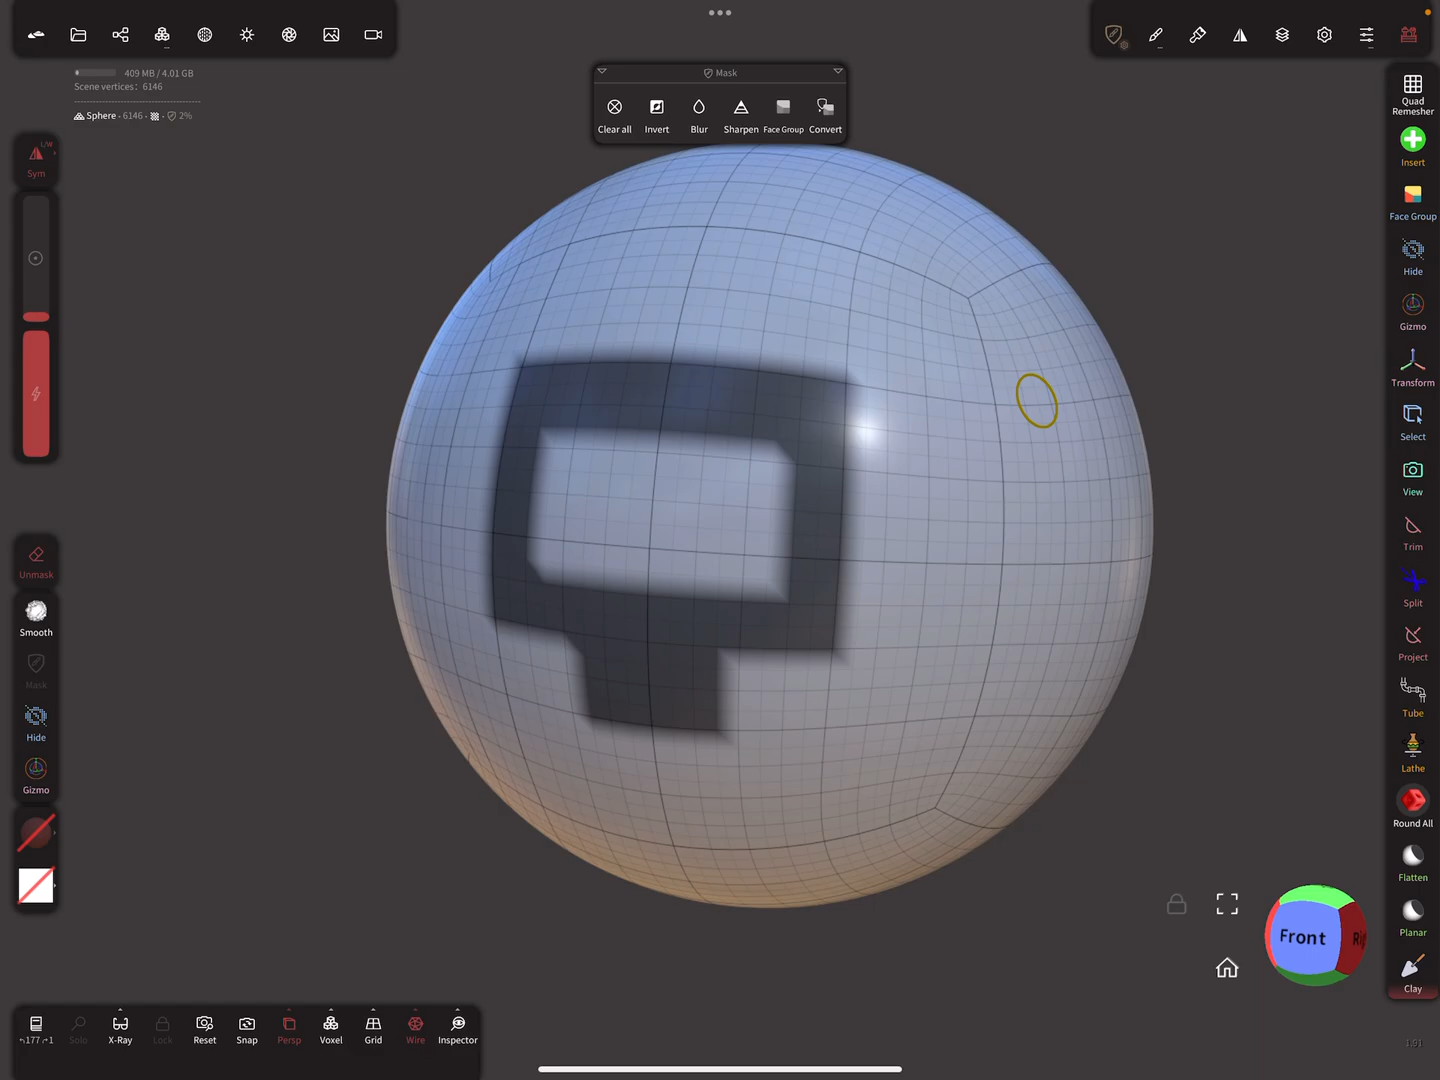 409 MB / 4.01 GB
Scene vertices: 6146
Sphere - 6146 - - 2%
Mask
Clear all
Invert
Blur
Sharpen
Face Group
Convert
L/W
Sym
Unmask
Smooth
Mask
Hide
Gizmo
Quad
Remesher
Insert
Face Group
Hide
Gizmo
Transform
Select
View
Trim
Split
Project
Tube
Lathe
Round All
Flatten
Planar
Clay
Front
Solo
X-Ray
Lock
Reset
Snap
Persp
Voxel
Grid
Wire
Inspector
1.91